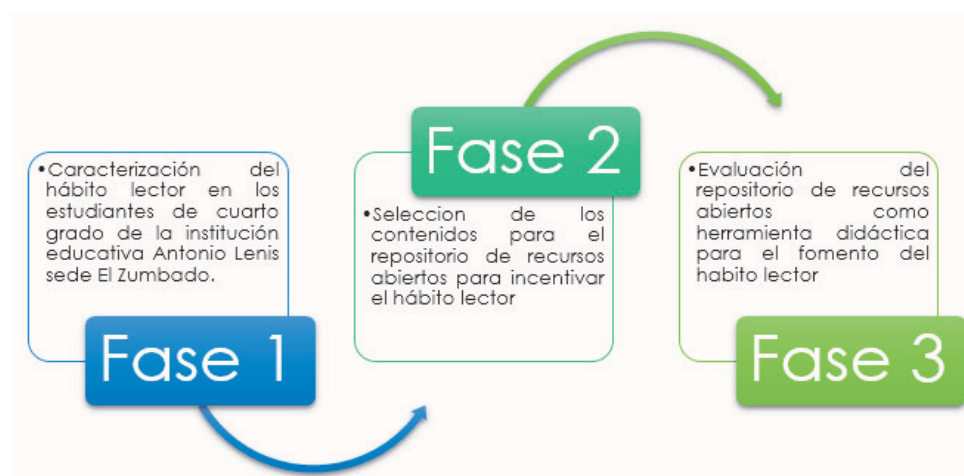 •Caracterización del
hábito lector en los
estudiantes de cuarto
grado de la institución
educativa Antonio Lenis
sede El Zumbado.
Fase 1
Fase 2
•Seleccion de los
contenidos para el
repositorio de recursos
abiertos para incentivar
el hábito lector
•Evaluación del
repositorio de recursos
abiertos como
herramienta didáctica
para el fomento del
habito lector
Fase 3